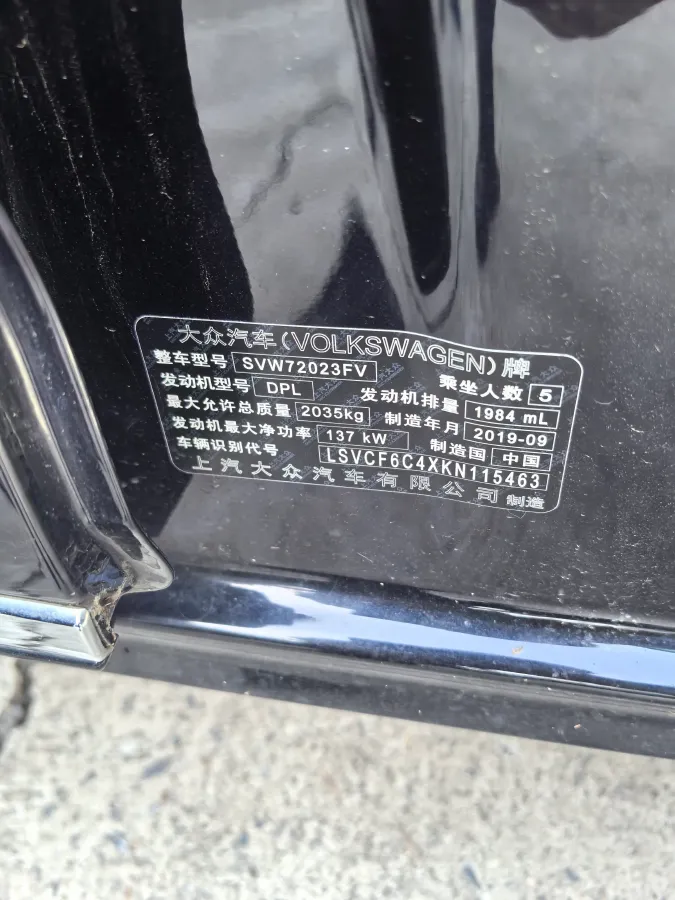 大众汽车(VOLKSWAGEN)牌
整车型号 SVW72023FV 乘坐人数 5
发动机型号 DPL 发动机排量 1984 mL
最大允许总质量 2035kg 制造年月 2019-09
发动机最大净功率 137 kW 制造国 中国
车辆识别代号 LSVCF6C4XKN115463
上汽大众汽车有限公司 制造